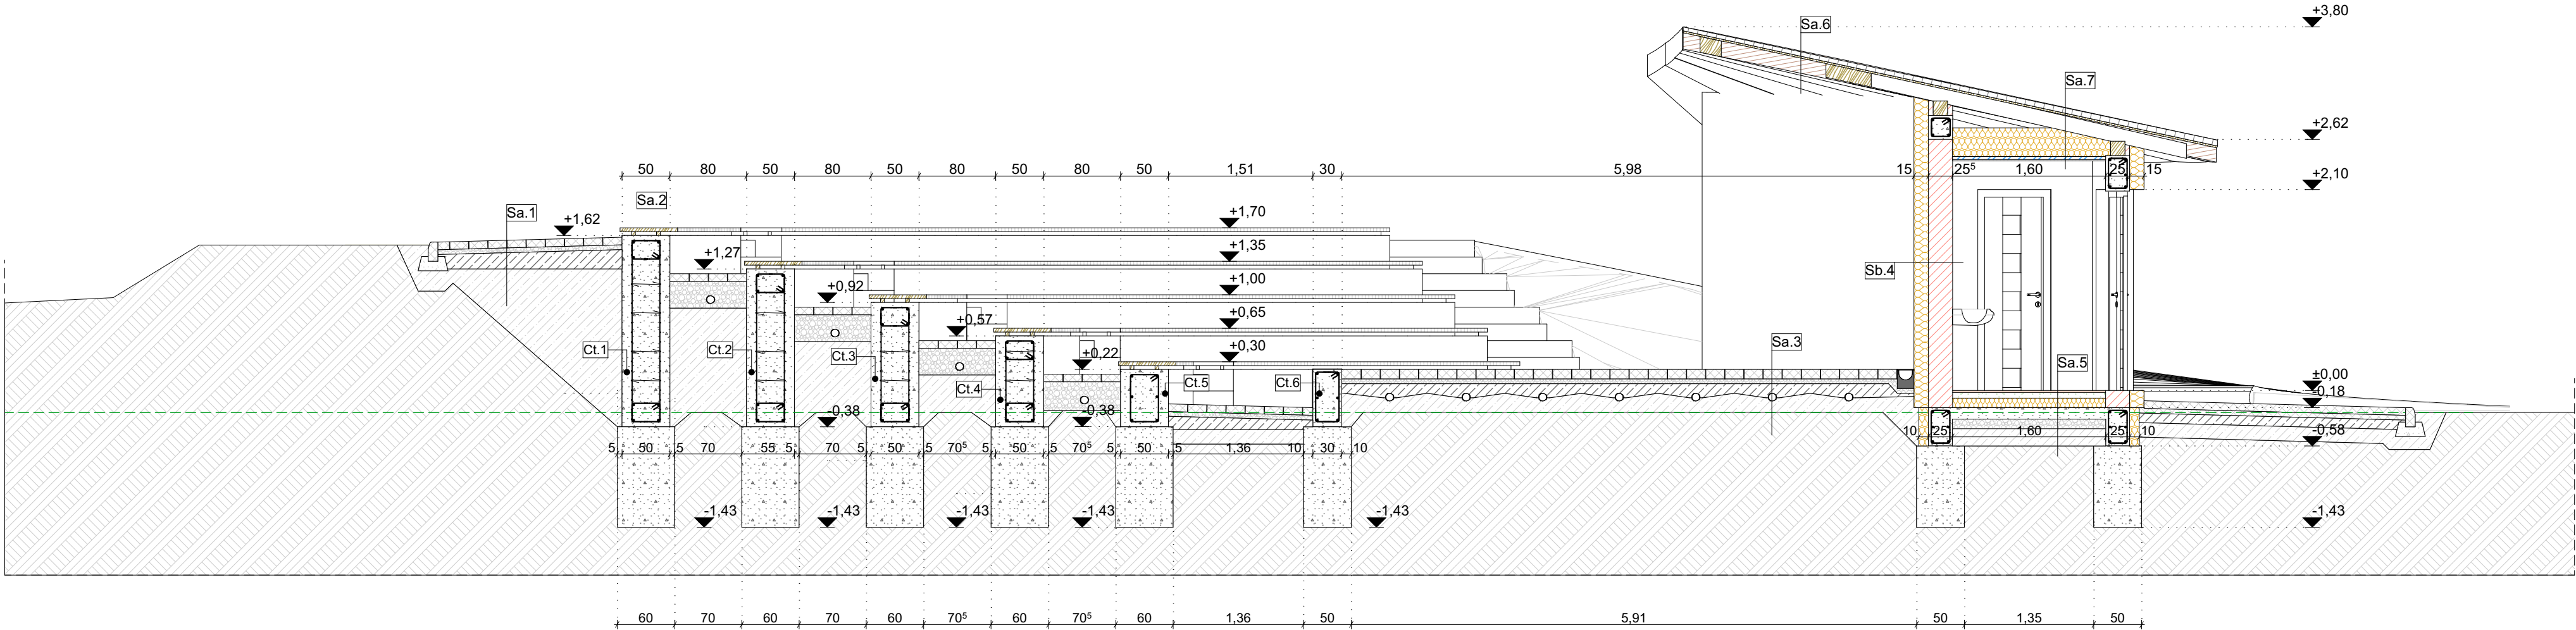 +3,80
Sa.6
Sa.7
+2,62
50 80 50 80 50 80 50 80 50 1,51 30 5,98 15 25⁵ 1,60 25 15
+2,10
Sa.2
Sa.1
+1,62
+1,70
+1,27
+1,35
Sb.4
+0,92
+1,00
+0,57
+0,65
Sa.3
Ct.1
Ct.2
Ct.3
+0,22
+0,30
Sa.5
Ct.4
Ct.5
Ct.6
±0,00
-0,18
-0,38
-0,38
-0,58
10 25 1,60 25 10
5 50 5 70 55 5 70 5 50 5 70⁵ 5 50 5 70⁵ 5 50 5 1,36 10 30 10
-1,43
-1,43
-1,43
-1,43
-1,43
-1,43
60 70 60 70 60 70⁵ 60 70⁵ 60 1,36 50 5,91 50 1,35 50